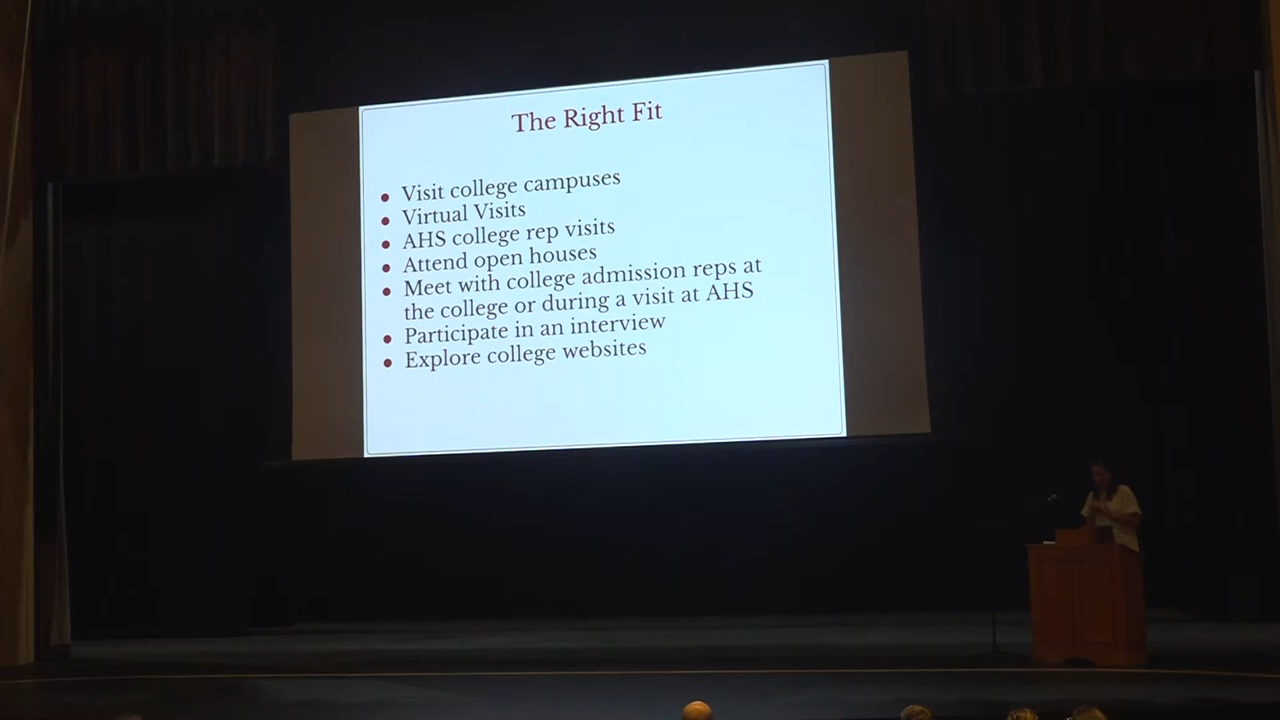 The Right Fit
● Visit college campuses
● Virtual Visits
● AHS college rep visits
● Attend open houses
● Meet with college admission reps at
the college or during a visit at AHS
● Participate in an interview
● Explore college websites